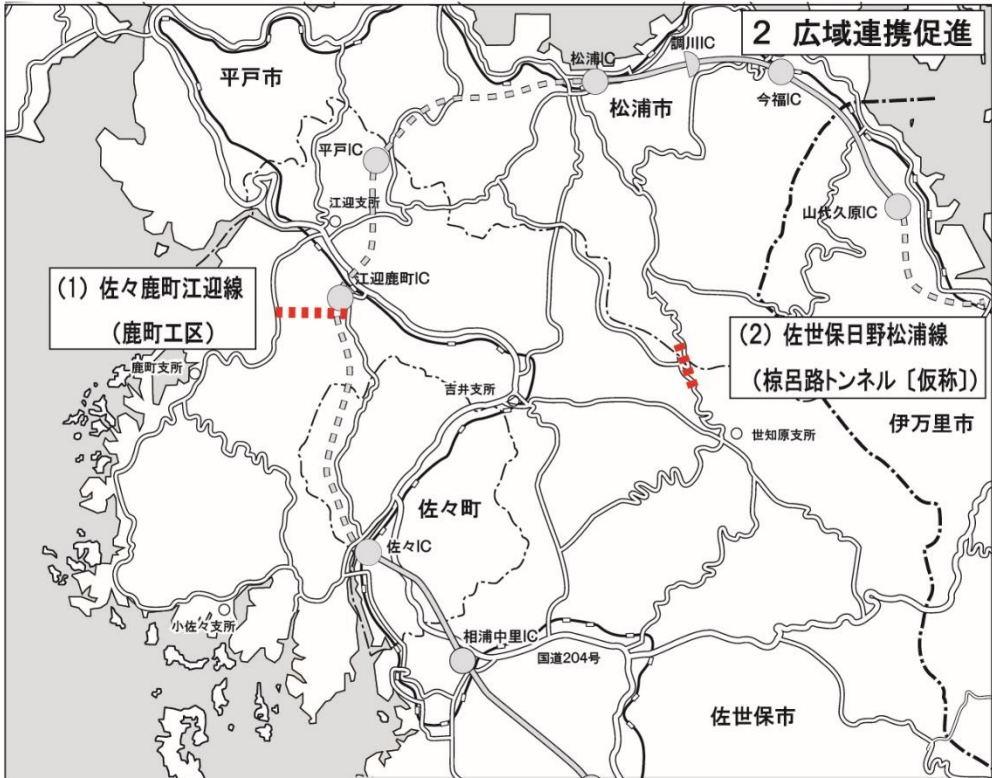 2 広域連携促進
平戸市
松浦IC
調川IC
松浦市
今福IC
平戸IC
江迎支所
山代久原IC
(1) 佐々鹿町江迎線
(鹿町工区)
江迎鹿町IC
(2) 佐世保日野松浦線
(椋呂路トンネル〔仮称〕)
鹿町支所
吉井支所
伊万里市
世知原支所
佐々町
佐々IC
小佐々支所
相浦中里IC
国道204号
佐世保市